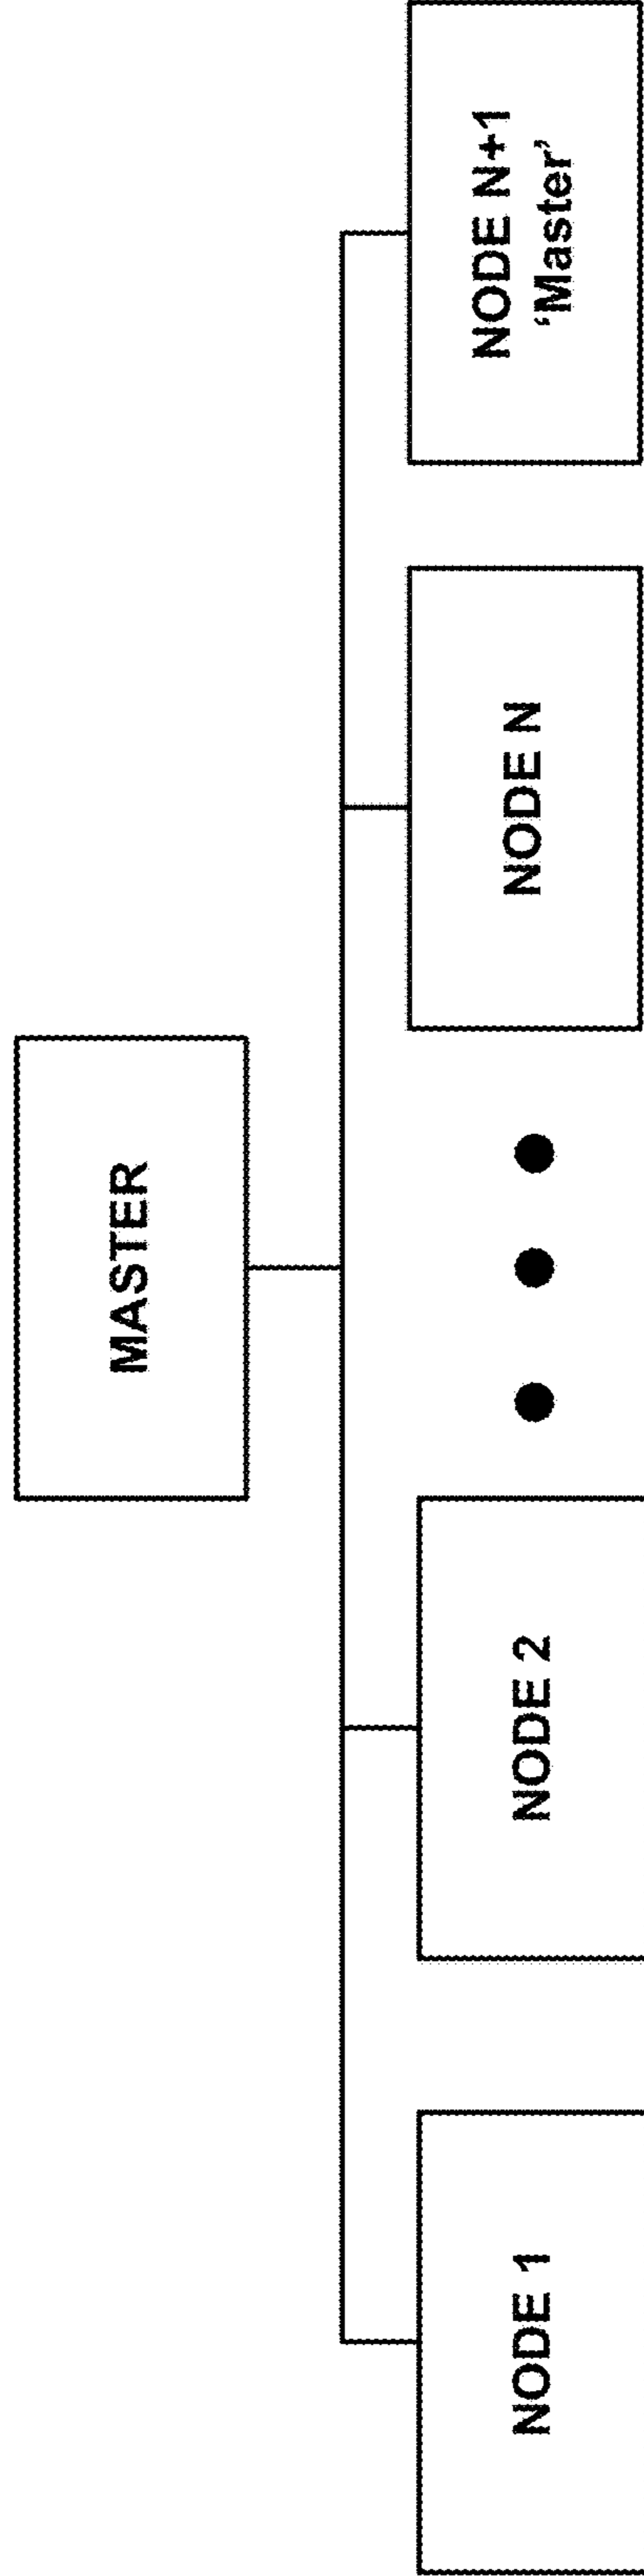 MASTER
NODE 1
NODE 2
NODE N
NODE N+1
‘Master’